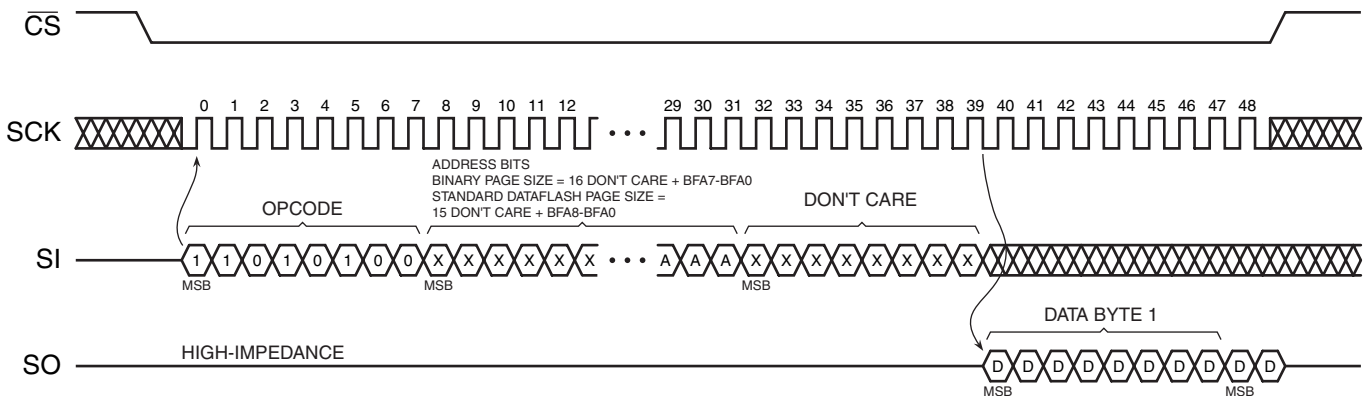 CS
SCK 0 1 2 3 4 5 6 7 8 9 10 11 12 29 30 31 32 33 34 35 36 37 38 39 40 41 42 43 44 45 46 47 48
ADDRESS BITS
BINARY PAGE SIZE = 16 DON'T CARE + BFA7-BFA0
STANDARD DATAFLASH PAGE SIZE =
15 DON'T CARE + BFA8-BFA0
OPCODE
DON'T CARE
SI 1 1 0 1 0 1 0 0 X X X X X X A A A X X X X X X X X
MSB MSB MSB
DATA BYTE 1
HIGH-IMPEDANCE
SO D D D D D D D D D D
MSB MSB